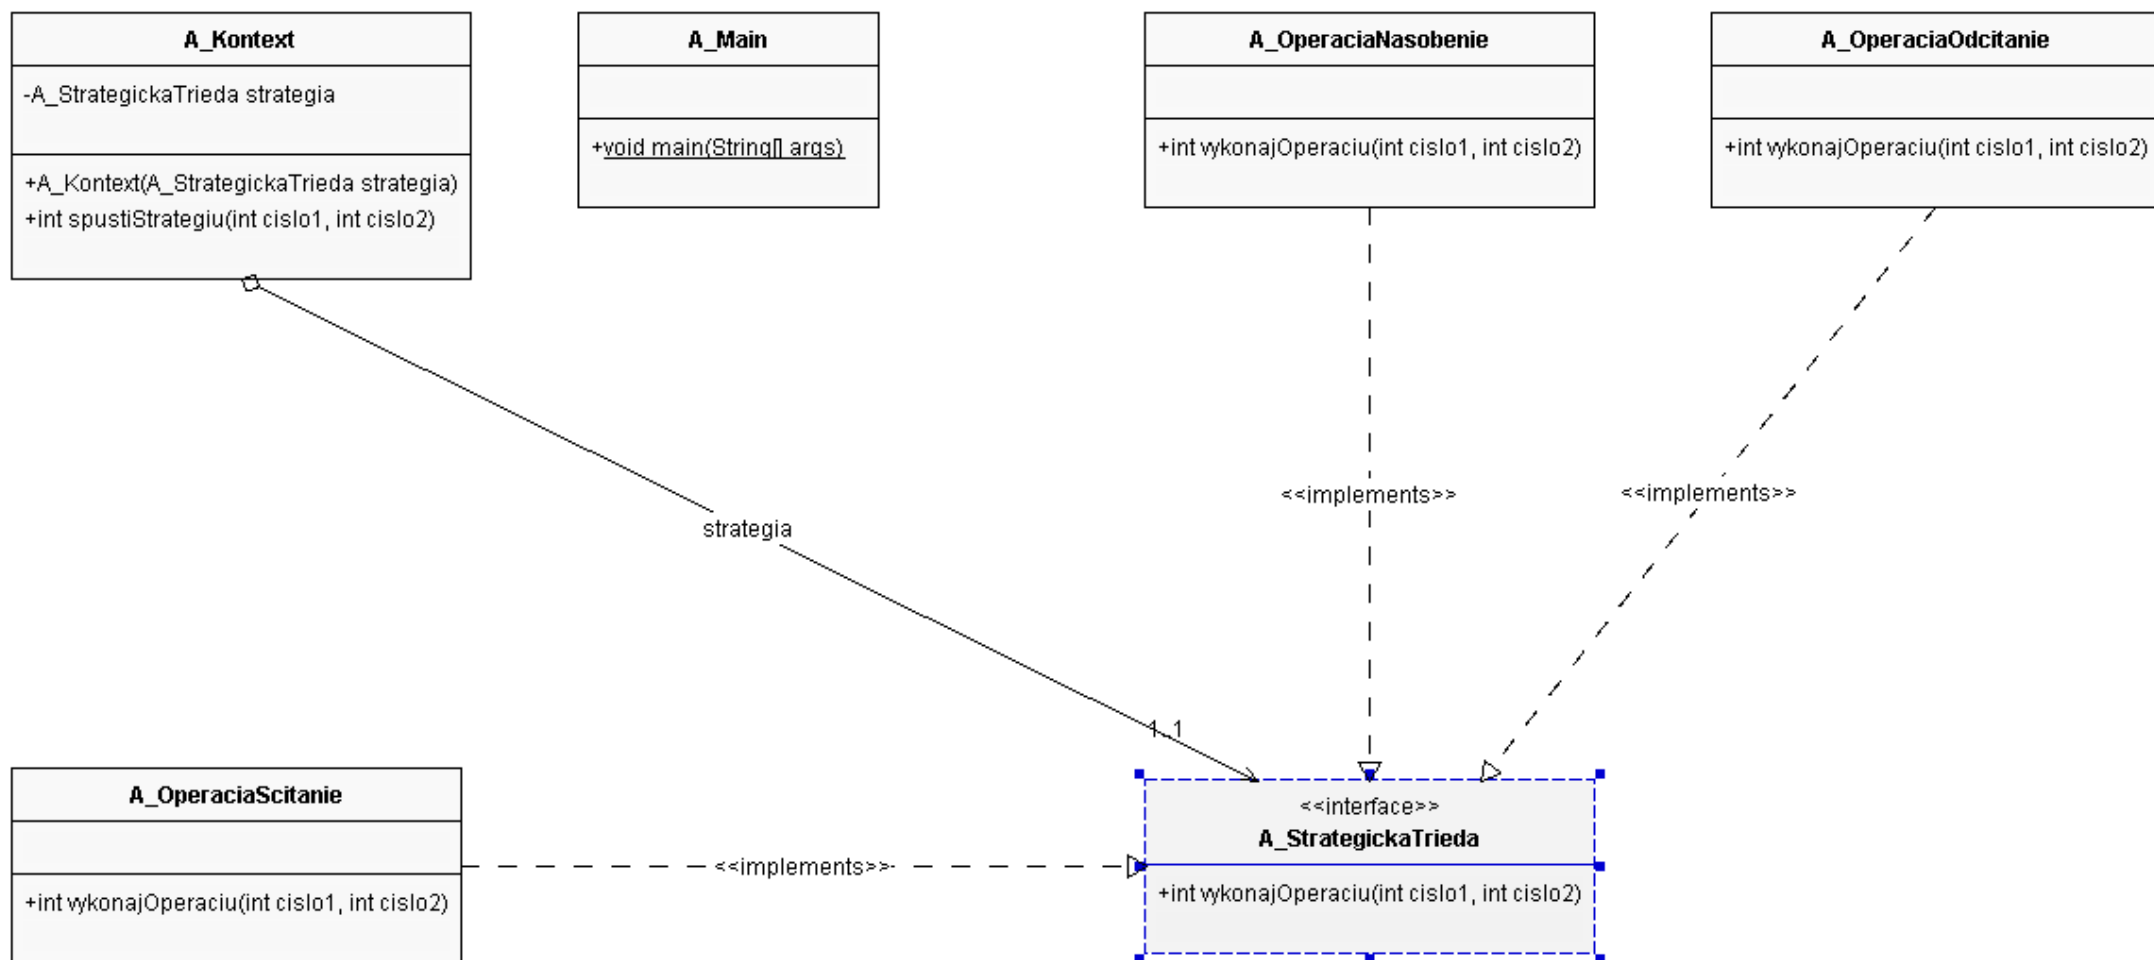 A_Kontext
-A_StrategickaTrieda strategia
+A_Kontext(A_StrategickaTrieda strategia)
+int spustiStrategiu(int cislo1, int cislo2)
A_Main
+void main(String[] args)
A_OperaciaNasobenie
+int vykonajOperaciu(int cislo1, int cislo2)
A_OperaciaOdcitanie
+int vykonajOperaciu(int cislo1, int cislo2)
<<implements>>
<<implements>>
strategia
1..1
A_OperaciaScitanie
+int vykonajOperaciu(int cislo1, int cislo2)
<<implements>>
<<interface>>
A_StrategickaTrieda
+int vykonajOperaciu(int cislo1, int cislo2)